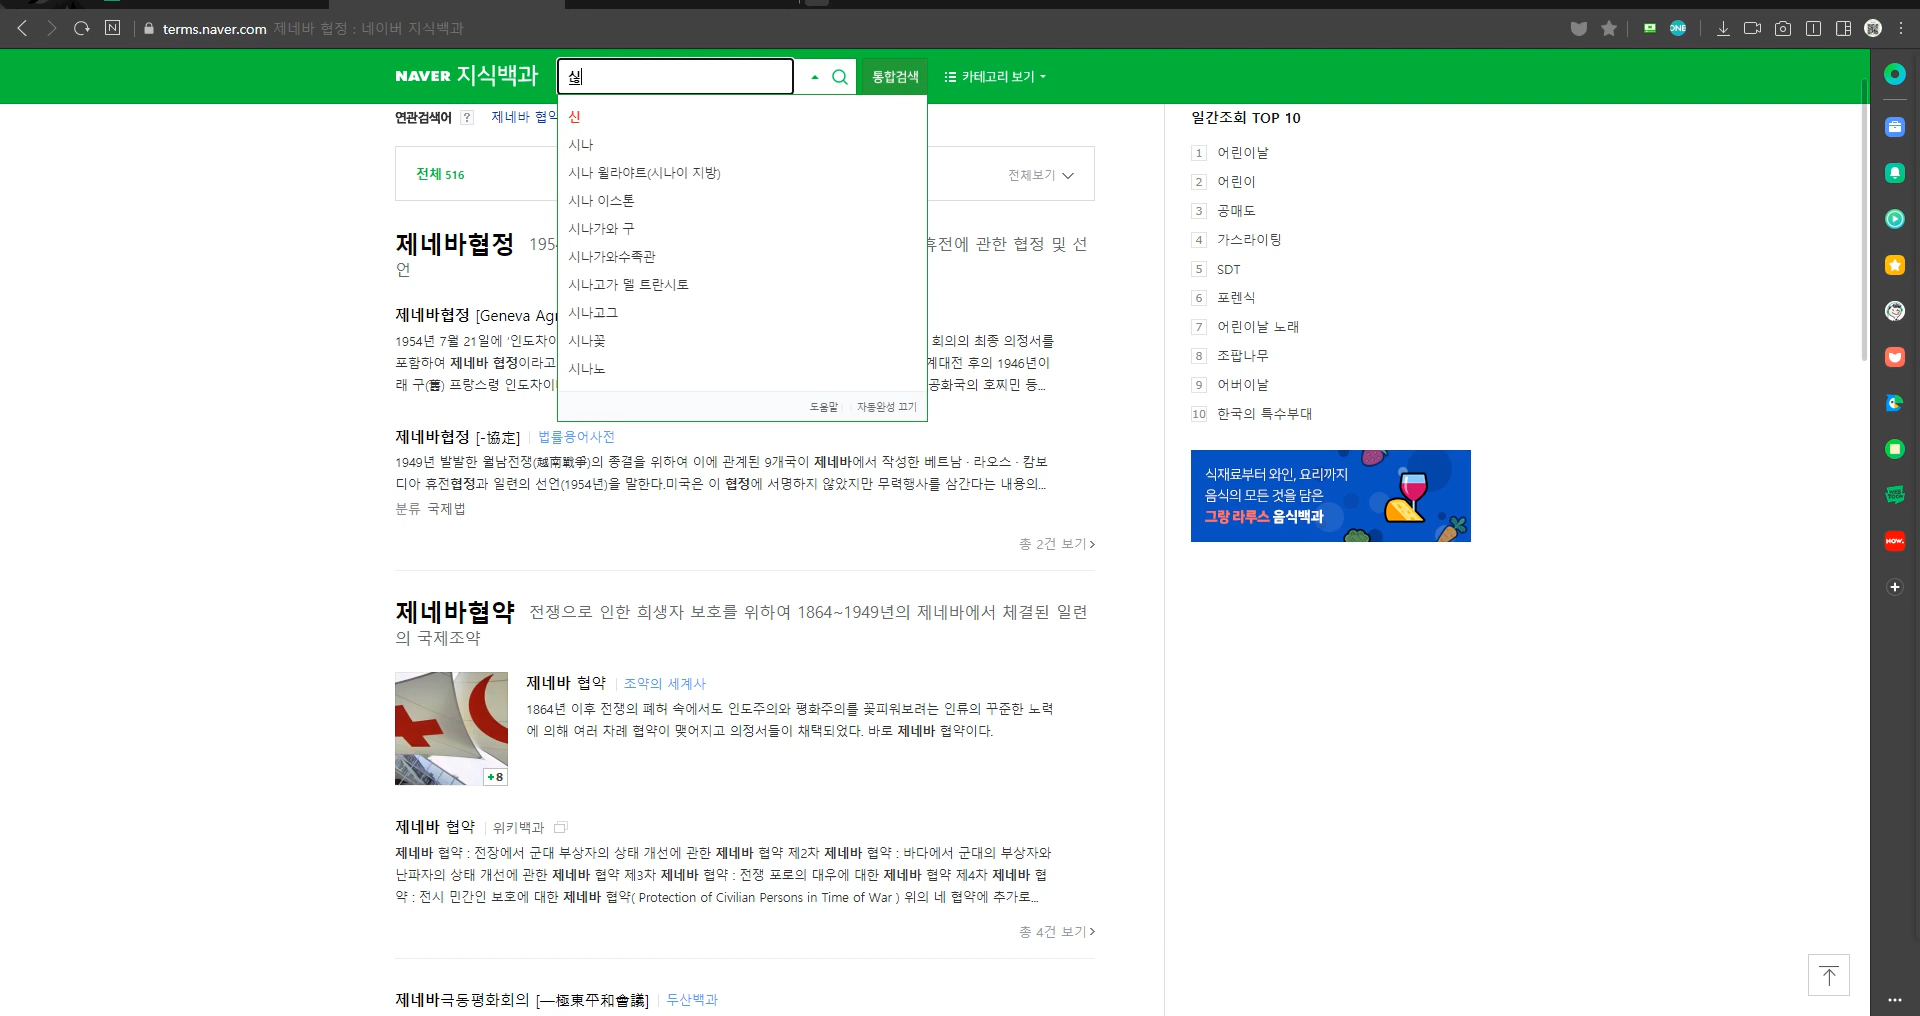 terms.naver.com 제네바 협정 : 네이버 지식백과
NAVER 지식백과
싢
통합검색
카테고리 보기
연관검색어 ?
제네바 협약
신
시나
시나 윌라야트(시나이 지방)
시나 이스톤
시나가와 구
시나가와수족관
시나고가 델 트란시토
시나고그
시나꽃
시나노
도움말
자동완성 끄기
전체 516
전체보기
제네바협정 195
휴전에 관한 협정 및 선
언
제네바협정 [Geneva Agr
1954년 7월 21일에 '인도차이
회의의 최종 의정서를
포함하여 제네바 협정이라고
계대전 후의 1946년이
래 구(舊) 프랑스령 인도차이
공화국의 호찌민 등...
제네바협정 [-協定] 법률용어사전
1949년 발발한 월남전쟁(越南戰爭)의 종결을 위하여 이에 관계된 9개국이 제네바에서 작성한 베트남 · 라오스 · 캄보
디아 휴전협정과 일련의 선언(1954년)을 말한다.미국은 이 협정에 서명하지 않았지만 무력행사를 삼간다는 내용의...
분류 국제법
총 2건 보기
제네바협약 전쟁으로 인한 희생자 보호를 위하여 1864~1949년의 제네바에서 체결된 일련
의 국제조약
제네바 협약 조약의 세계사
1864년 이후 전쟁의 폐허 속에서도 인도주의와 평화주의를 꽃피워보려는 인류의 꾸준한 노력
에 의해 여러 차례 협약이 맺어지고 의정서들이 채택되었다. 바로 제네바 협약이다.
+8
제네바 협약 위키백과
제네바 협약 : 전장에서 군대 부상자의 상태 개선에 관한 제네바 협약 제2차 제네바 협약 : 바다에서 군대의 부상자와
난파자의 상태 개선에 관한 제네바 협약 제3차 제네바 협약 : 전쟁 포로의 대우에 대한 제네바 협약 제4차 제네바 협
약 : 전시 민간인 보호에 대한 제네바 협약( Protection of Civilian Persons in Time of War ) 위의 네 협약에 추가로...
총 4건 보기
제네바극동평화회의 [—極東平和會議] 두산백과
일간조회 TOP 10
1 어린이날
2 어린이
3 공매도
4 가스라이팅
5 SDT
6 포렌식
7 어린이날 노래
8 조팝나무
9 어버이날
10 한국의 특수부대
식재료부터 와인, 요리까지
음식의 모든 것을 담은
그랑 라루스 음식백과
ONE
WEB
TOON
NOW.